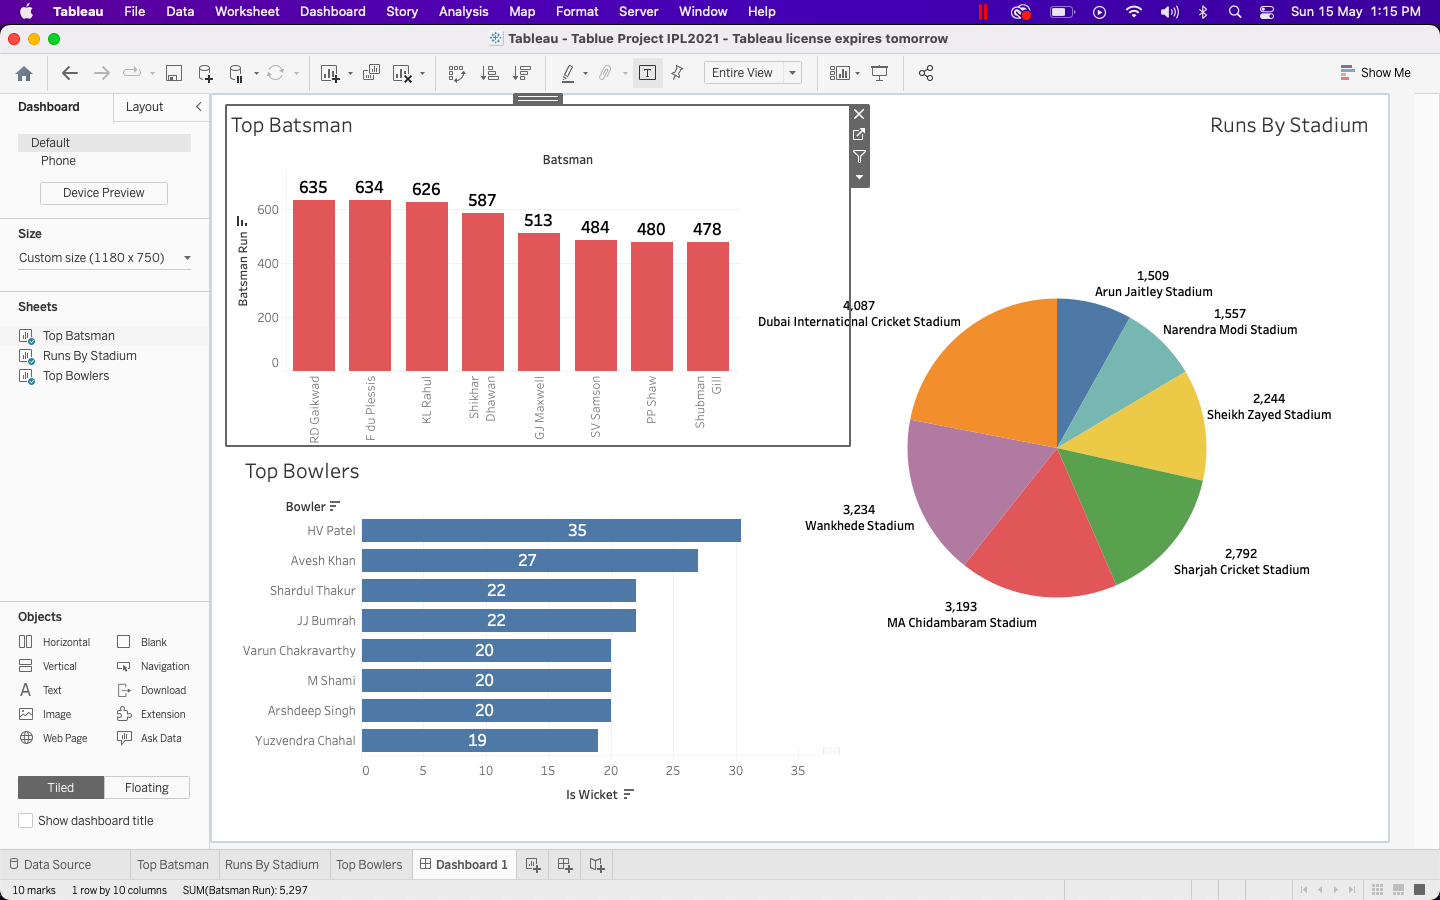 Tableau File Data Worksheet Dashboard Story Analysis Map Format Server Window Help Sun 15 May 1:15 PM
Tableau - Tablue Project IPL2021 - Tableau license expires tomorrow
Entire View
Show Me
Dashboard
Layout
Default
Phone
Device Preview
Size
Custom size (1180 x 750)
Sheets
Top Batsman
Runs By Stadium
Top Bowlers
Objects
Horizontal
Blank
Vertical
Navigation
Text
Download
Image
Extension
Web Page
Ask Data
Tiled
Floating
Show dashboard title
Top Batsman
Batsman
Batsman Run
600
400
200
0
635
634
626
587
513
484
480
478
RD Gaikwad
F du Plessis
KL Rahul
Shikhar
Dhawan
GJ Maxwell
SV Samson
PP Shaw
Shubman
Gill
Runs By Stadium
1,509
Arun Jaitley Stadium
1,557
Narendra Modi Stadium
2,244
Sheikh Zayed Stadium
2,792
Sharjah Cricket Stadium
3,193
MA Chidambaram Stadium
3,234
Wankhede Stadium
4,087
Dubai International Cricket Stadium
Top Bowlers
Bowler
HV Patel 35
Avesh Khan 27
Shardul Thakur 22
JJ Bumrah 22
Varun Chakravarthy 20
M Shami 20
Arshdeep Singh 20
Yuzvendra Chahal 19
0 5 10 15 20 25 30 35
Is Wicket
Data Source
Top Batsman
Runs By Stadium
Top Bowlers
Dashboard 1
10 marks 1 row by 10 columns SUM(Batsman Run): 5,297